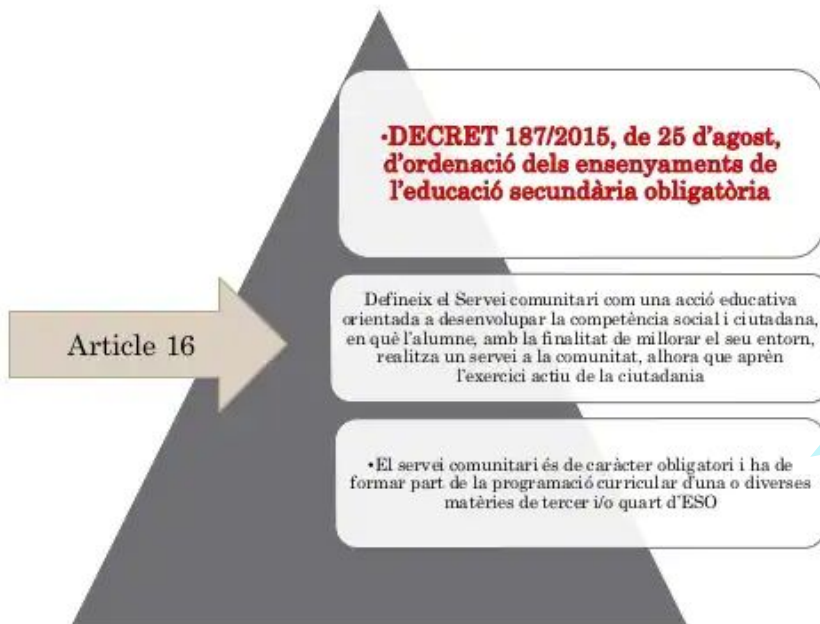 •DECRET 187/2015, de 25 d'agost,
d'ordenació dels ensenyaments de
l'educació secundària obligatòria
Article 16
Defineix el Servei comunitari com una acció educativa
orientada a desenvolupar la competència social i ciutadana,
en què l'alumne, amb la finalitat de millorar el seu entorn,
realitza un servei a la comunitat, alhora que aprèn
l'exercici actiu de la ciutadania
•El servei comunitari és de caràcter obligatori i ha de
formar part de la programació curricular d'una o diverses
matèries de tercer i/o quart d'ESO